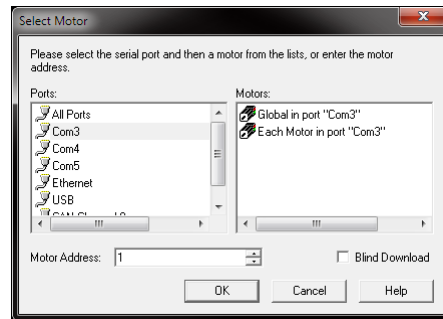 Select Motor
Please select the serial port and then a motor from the lists, or enter the motor
address.
Ports:
Motors:
All Ports
Com3
Com4
Com5
Ethernet
USB
Global in port "Com3"
Each Motor in port "Com3"
Motor Address:
1
Blind Download
OK
Cancel
Help